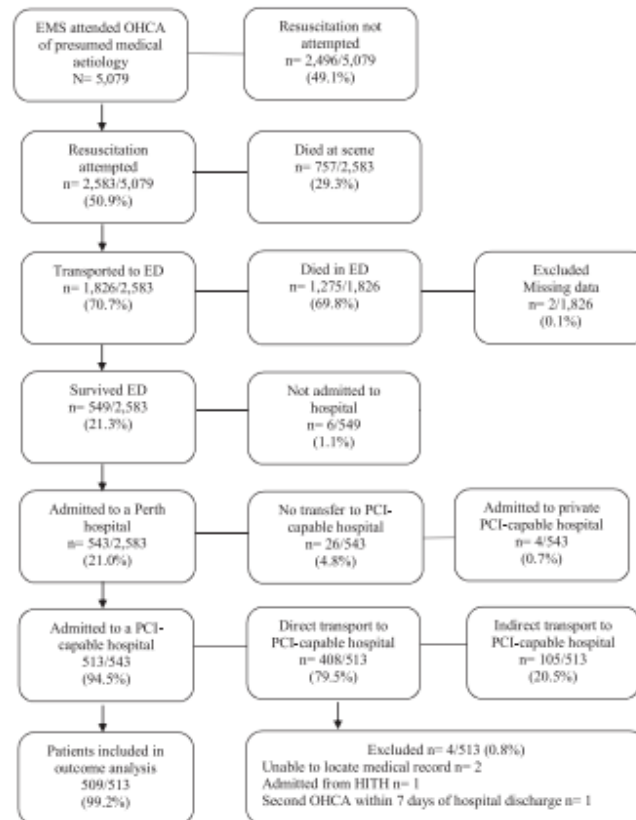 EMS attended OHCA
of presumed medical
aetiology
N= 5,079
Resuscitation not
attempted
n= 2,496/5,079
(49.1%)
Resuscitation
attempted
n= 2,583/5,079
(50.9%)
Died at scene
n= 757/2,583
(29.3%)
Transported to ED
n= 1,826/2,583
(70.7%)
Died in ED
n= 1,275/1,826
(69.8%)
Excluded
Missing data
n= 2/1,826
(0.1%)
Survived ED
n= 549/2,583
(21.3%)
Not admitted to
hospital
n= 6/549
(1.1%)
Admitted to a Perth
hospital
n= 543/2,583
(21.0%)
No transfer to PCI-
capable hospital
n= 26/543
(4.8%)
Admitted to private
PCI-capable hospital
n= 4/543
(0.7%)
Admitted to a PCI-
capable hospital
513/543
(94.5%)
Direct transport to
PCI-capable hospital
n= 408/513
(79.5%)
Indirect transport to
PCI-capable hospital
n= 105/513
(20.5%)
Patients included in
outcome analysis
509/513
(99.2%)
Excluded n= 4/513 (0.8%)
Unable to locate medical record n= 2
Admitted from HITH n= 1
Second OHCA within 7 days of hospital discharge n= 1